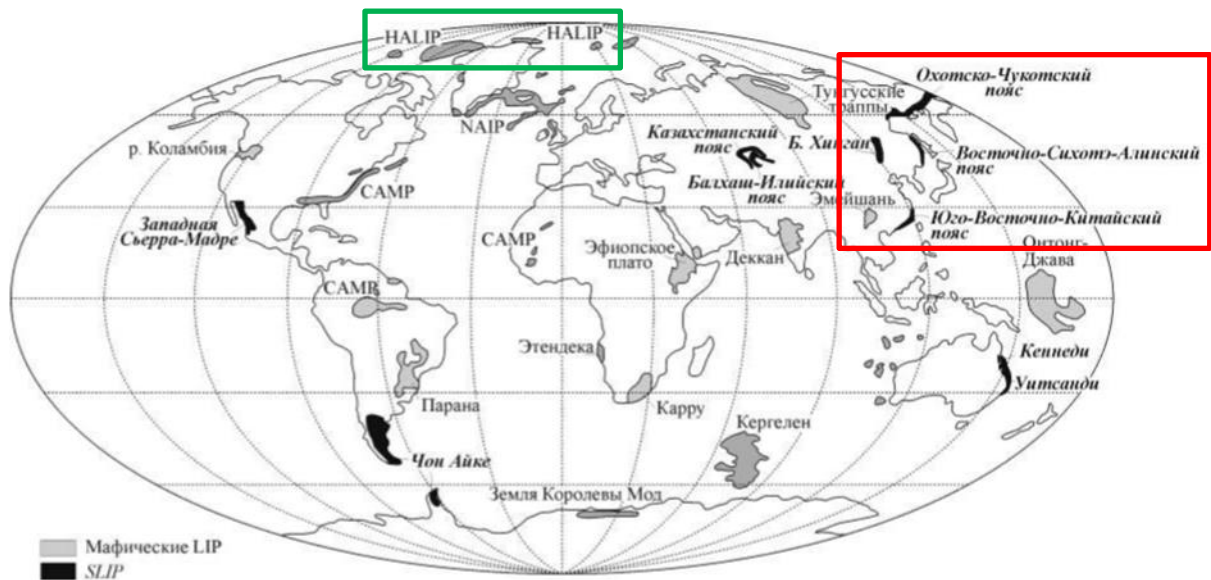 HALIP
HALIP
Охотско-Чукотский
пояс
Тунгусские
траппы
NAIP
Казахстанский
пояс
Б. Хинган
р. Коламбия
Восточно-Сихотэ-Алинский
пояс
CAMP
Балхаш-Илийский
пояс
Эмейшань
Западная
Сьерра-Мадре
Юго-Восточно-Китайский
пояс
CAMP
Эфиопское
плато
Деккан
Онтонг-
Джава
CAMP
Этендека
Кеннеди
Уитсанди
Парана
Карру
Кергелен
Чон Айке
Земля Королевы Мод
Мафические LIP
SLIP